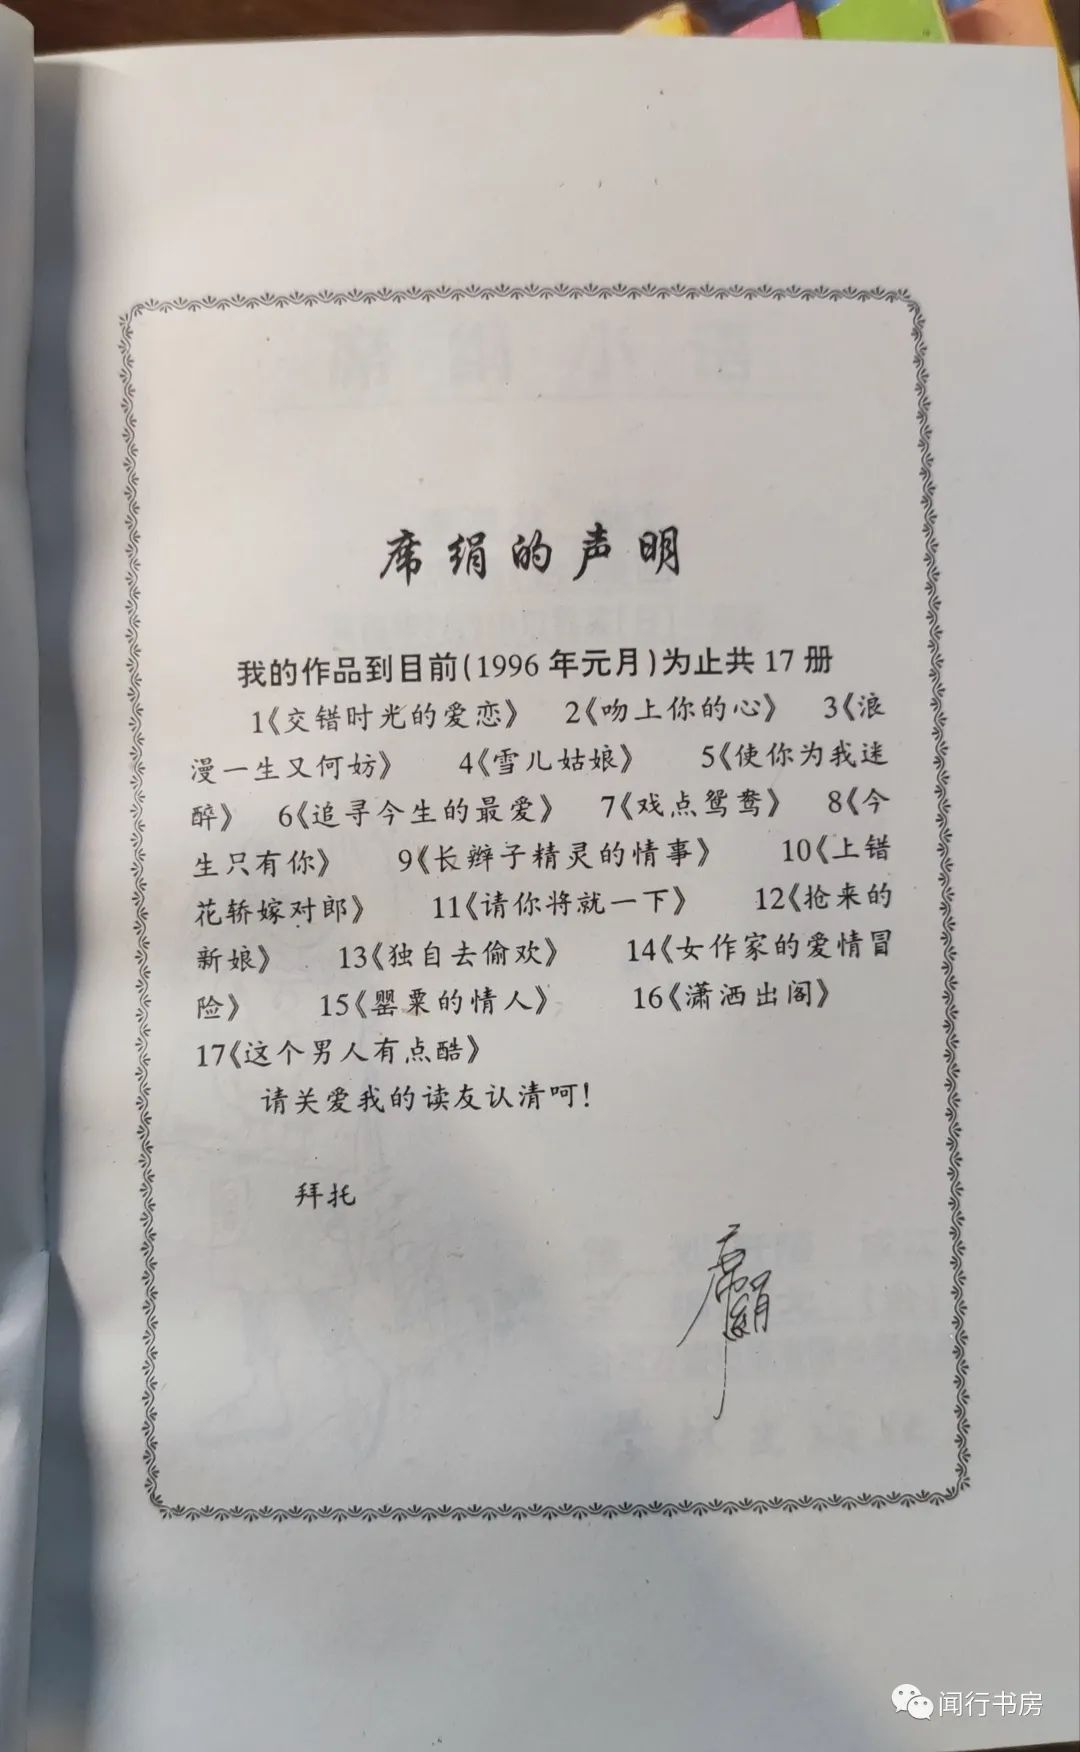 席绢的声明
我的作品到目前(1996年元月)为止共17册
1《交错时光的爱恋》 2《吻上你的心》 3《浪
漫一生又何妨》 4《雪儿姑娘》 5《使你为我迷
醉》 6《追寻今生的最爱》 7《戏点鸳鸯》 8《今
生只有你》 9《长辫子精灵的情事》 10《上错
花轿嫁对郎》 11《请你将就一下》 12《抢来的
新娘》 13《独自去偷欢》 14《女作家的爱情冒
险》 15《罂粟的情人》 16《潇洒出阁》
17《这个男人有点酷》
请关爱我的读友认清呵!
拜托
席绢
闻行书房